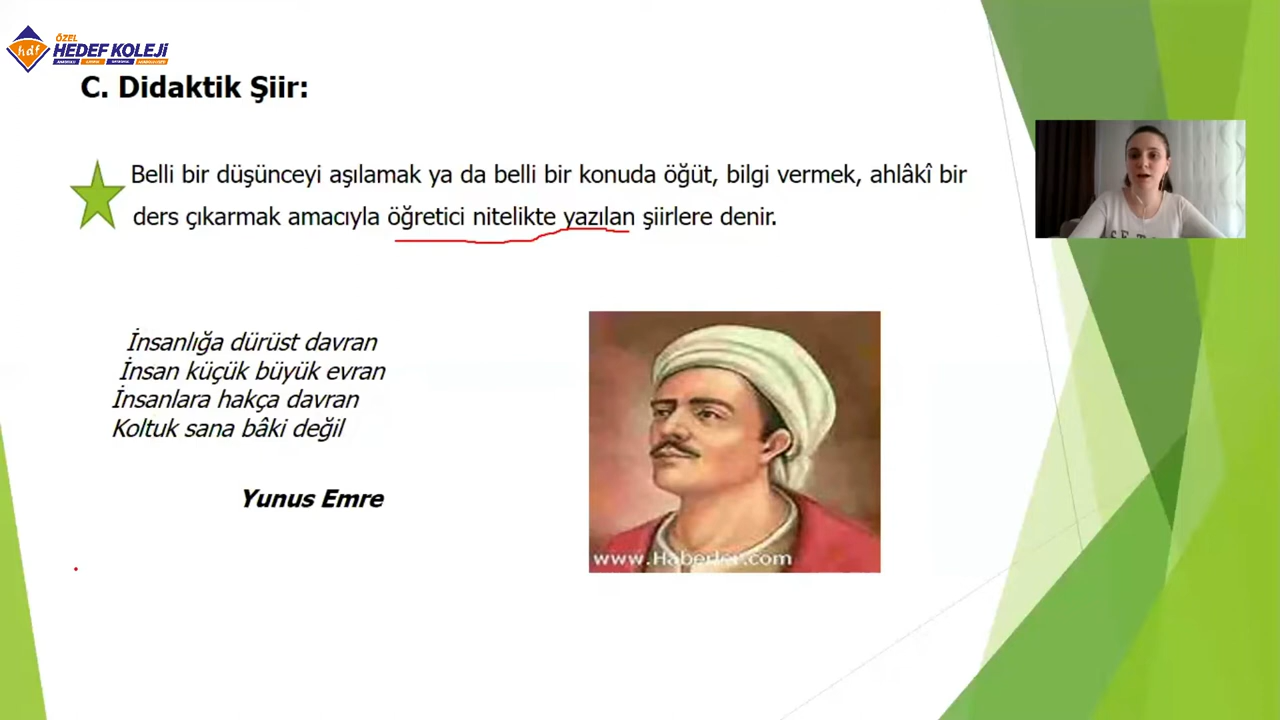 ÖZEL
hdf HEDEF KOLEJİ
C. Didaktik Şiir:
Belli bir düşünceyi aşılamak ya da belli bir konuda öğüt, bilgi vermek, ahlâkî bir
ders çıkarmak amacıyla öğretici nitelikte yazılan şiirlere denir.
İnsanlığa dürüst davran
İnsan küçük büyük evran
İnsanlara hakça davran
Koltuk sana bâki değil
Yunus Emre
www.Haberler.com